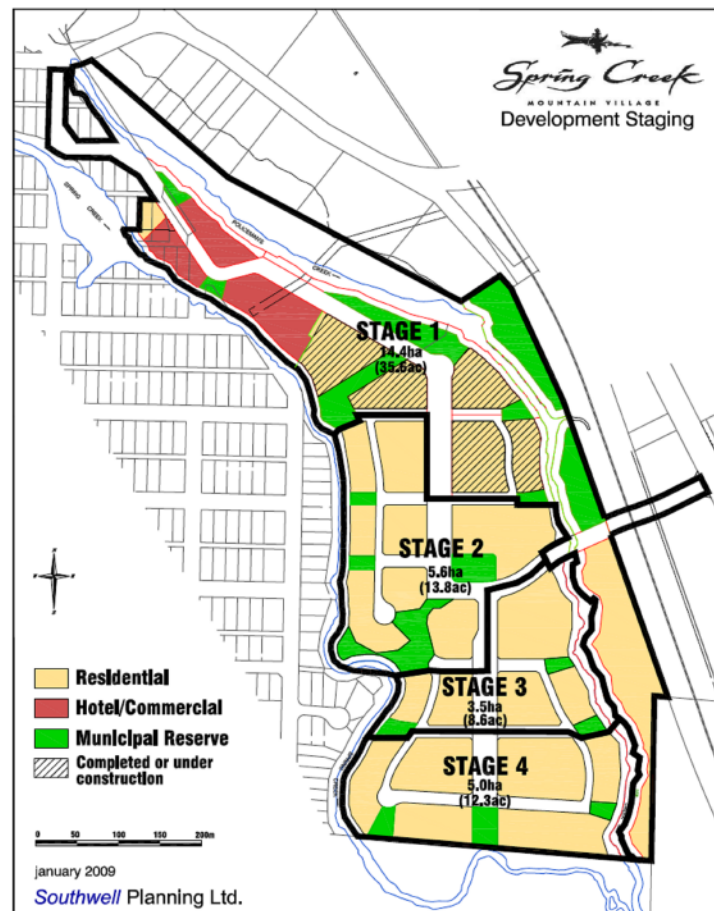 Spring Creek
MOUNTAIN VILLAGE
Development Staging
SPRING
CREEK
POLICEMAN'S
CREEK
STAGE 1
14.4ha
(35.6ac)
STAGE 2
5.6ha
(13.8ac)
STAGE 3
3.5ha
(8.6ac)
STAGE 4
5.0ha
(12.3ac)
SPRING
CREEK
Residential
Hotel/Commercial
Municipal Reserve
Completed or under
construction
0 50 100 150 200m
january 2009
Southwell Planning Ltd.